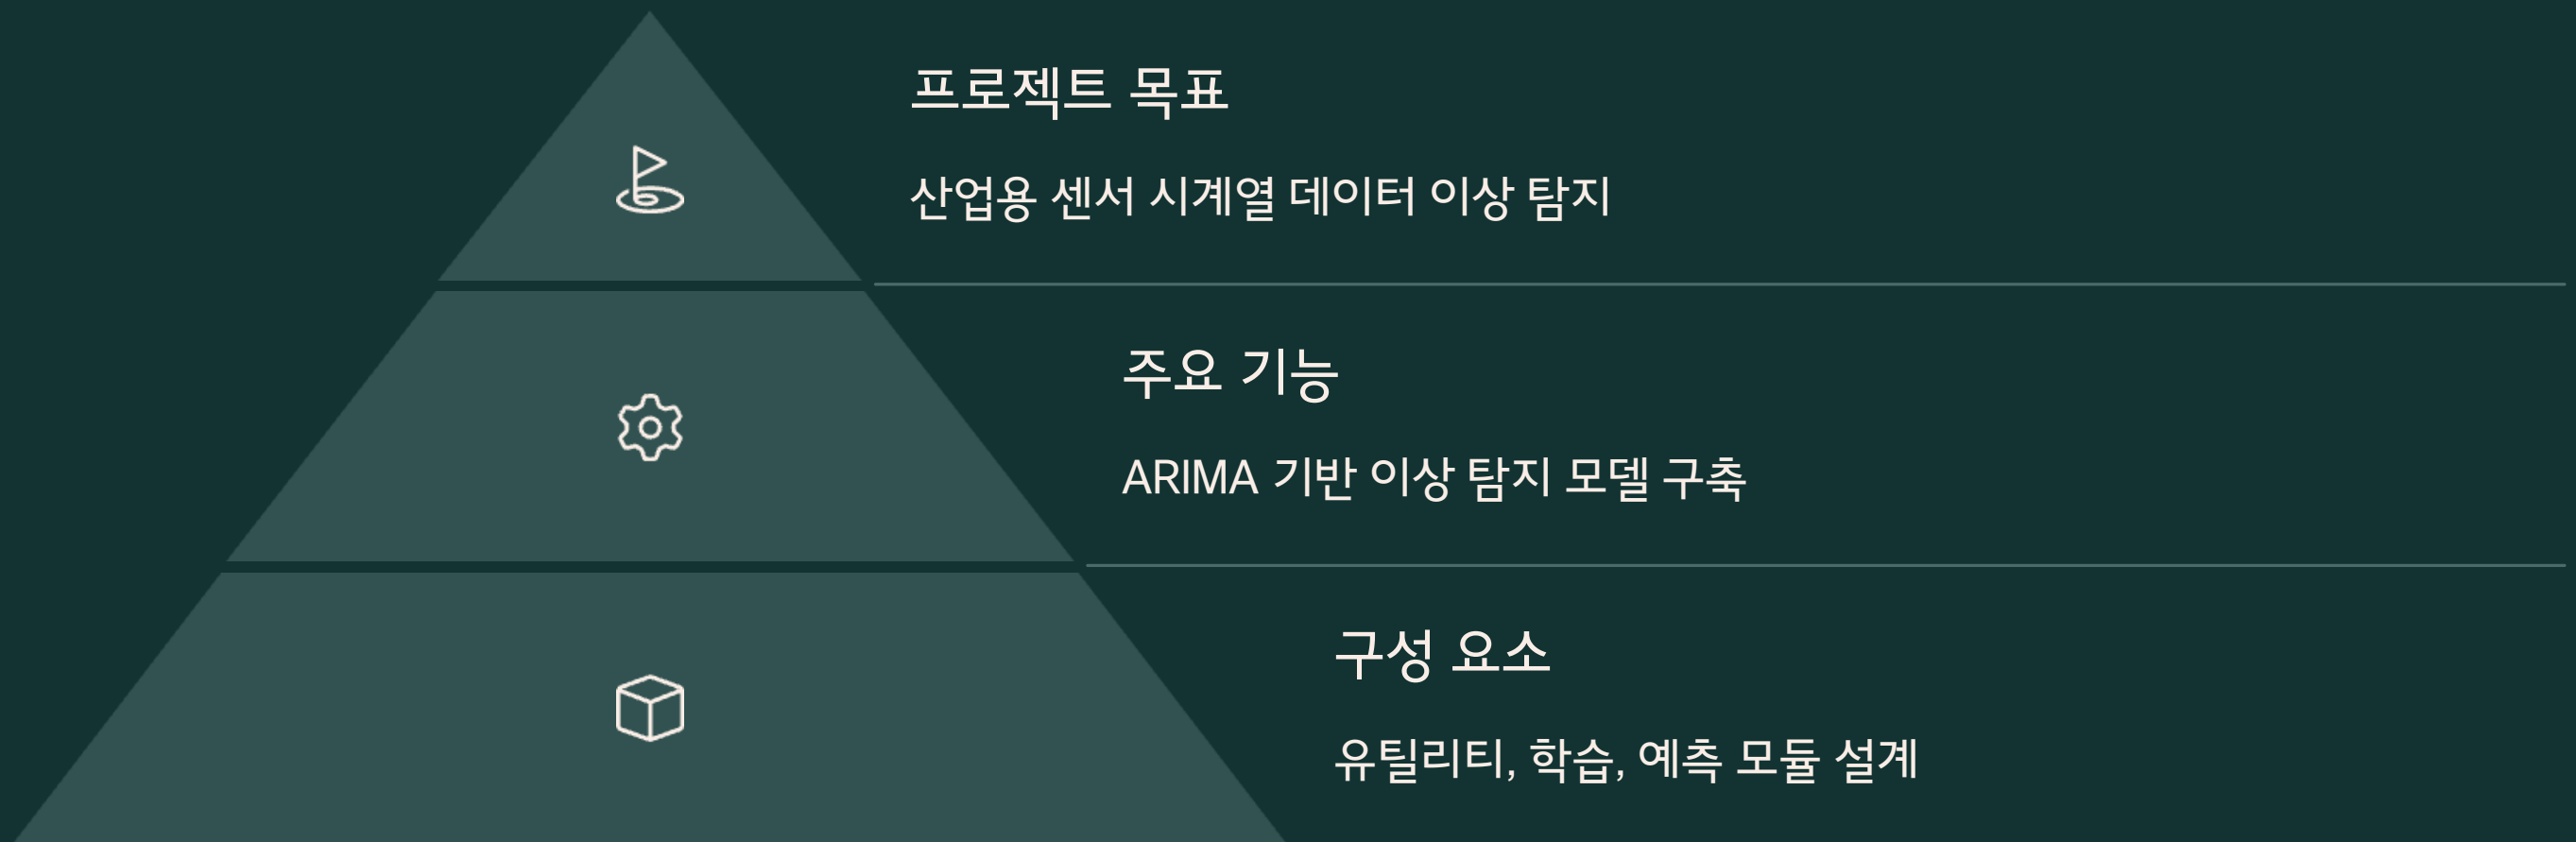 프로젝트 목표
산업용 센서 시계열 데이터 이상 탐지
주요 기능
ARIMA 기반 이상 탐지 모델 구축
구성 요소
유틸리티, 학습, 예측 모듈 설계